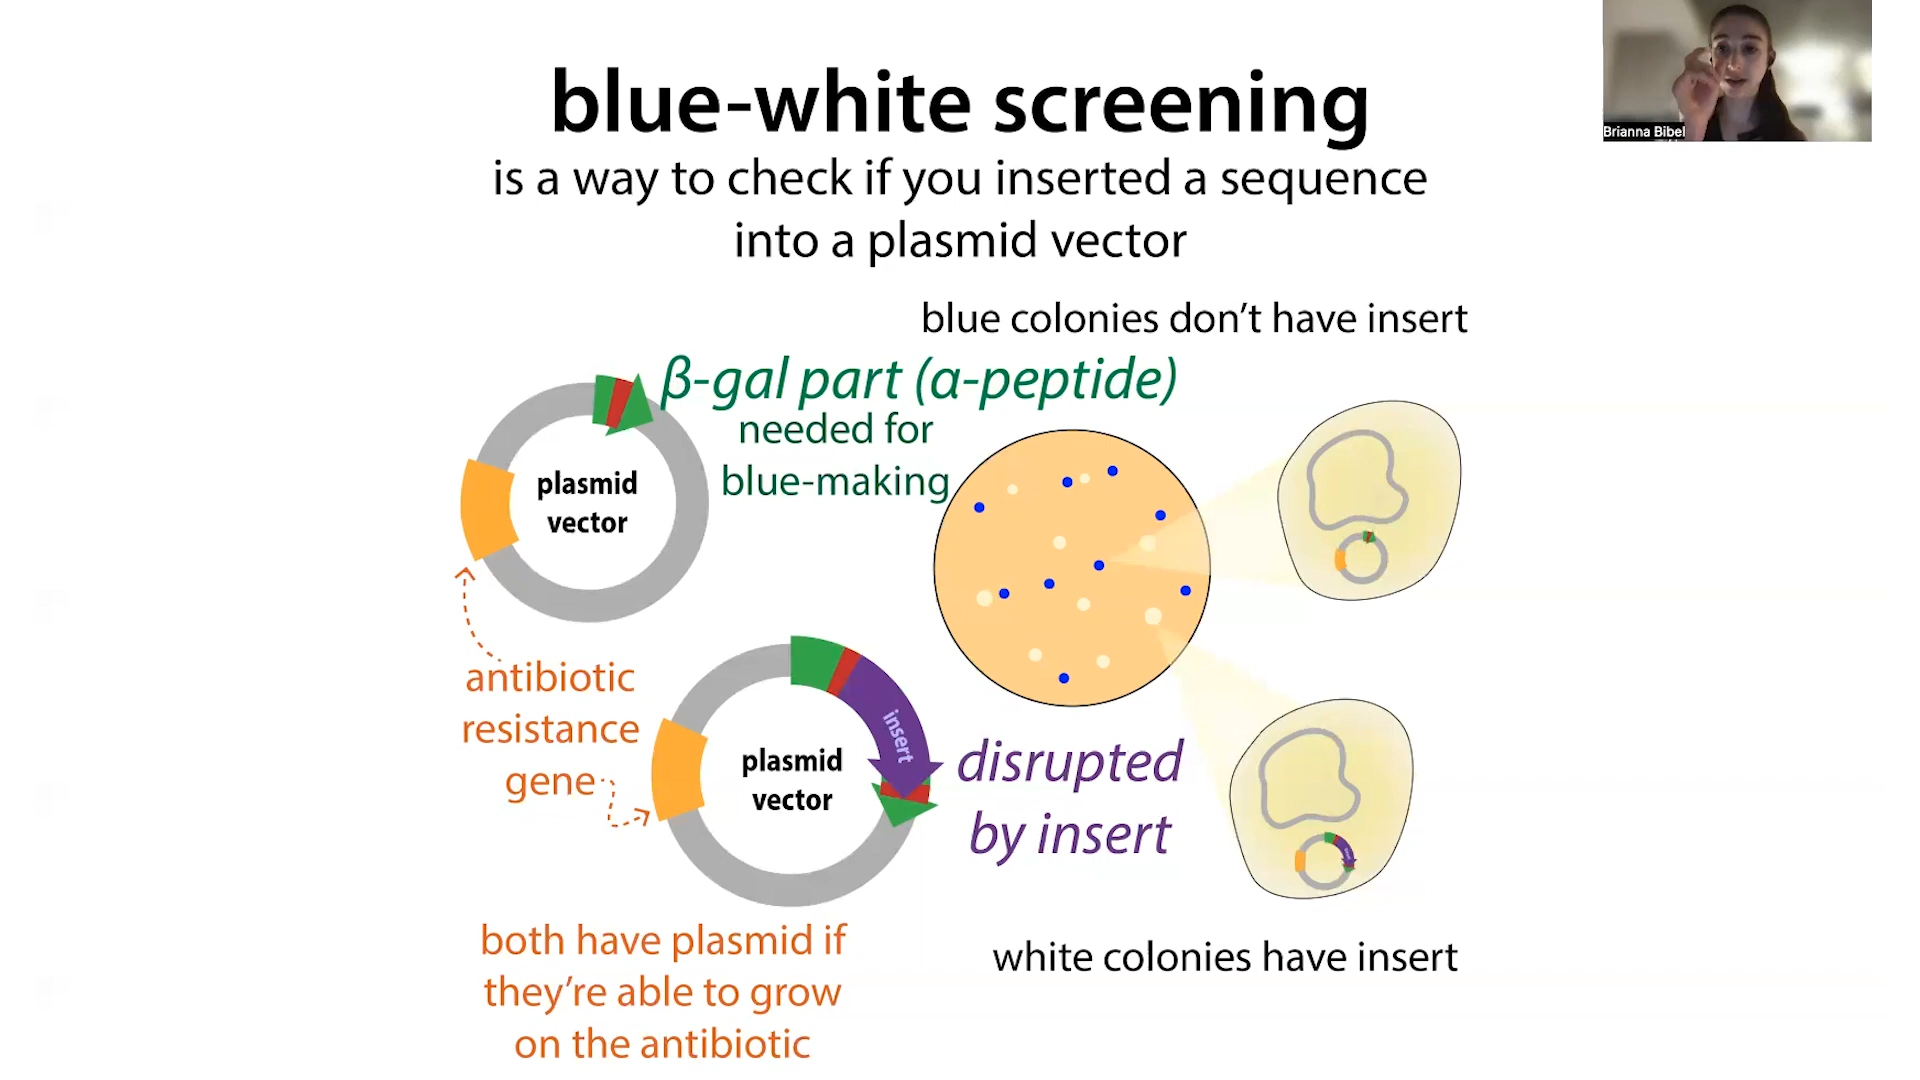 blue-white screening
is a way to check if you inserted a sequence
into a plasmid vector
Brianna Bibel
blue colonies don’t have insert
β-gal part (α-peptide)
needed for
blue-making
plasmid
vector
antibiotic
resistance
gene
plasmid
vector
insert
disrupted
by insert
both have plasmid if
they’re able to grow
on the antibiotic
white colonies have insert